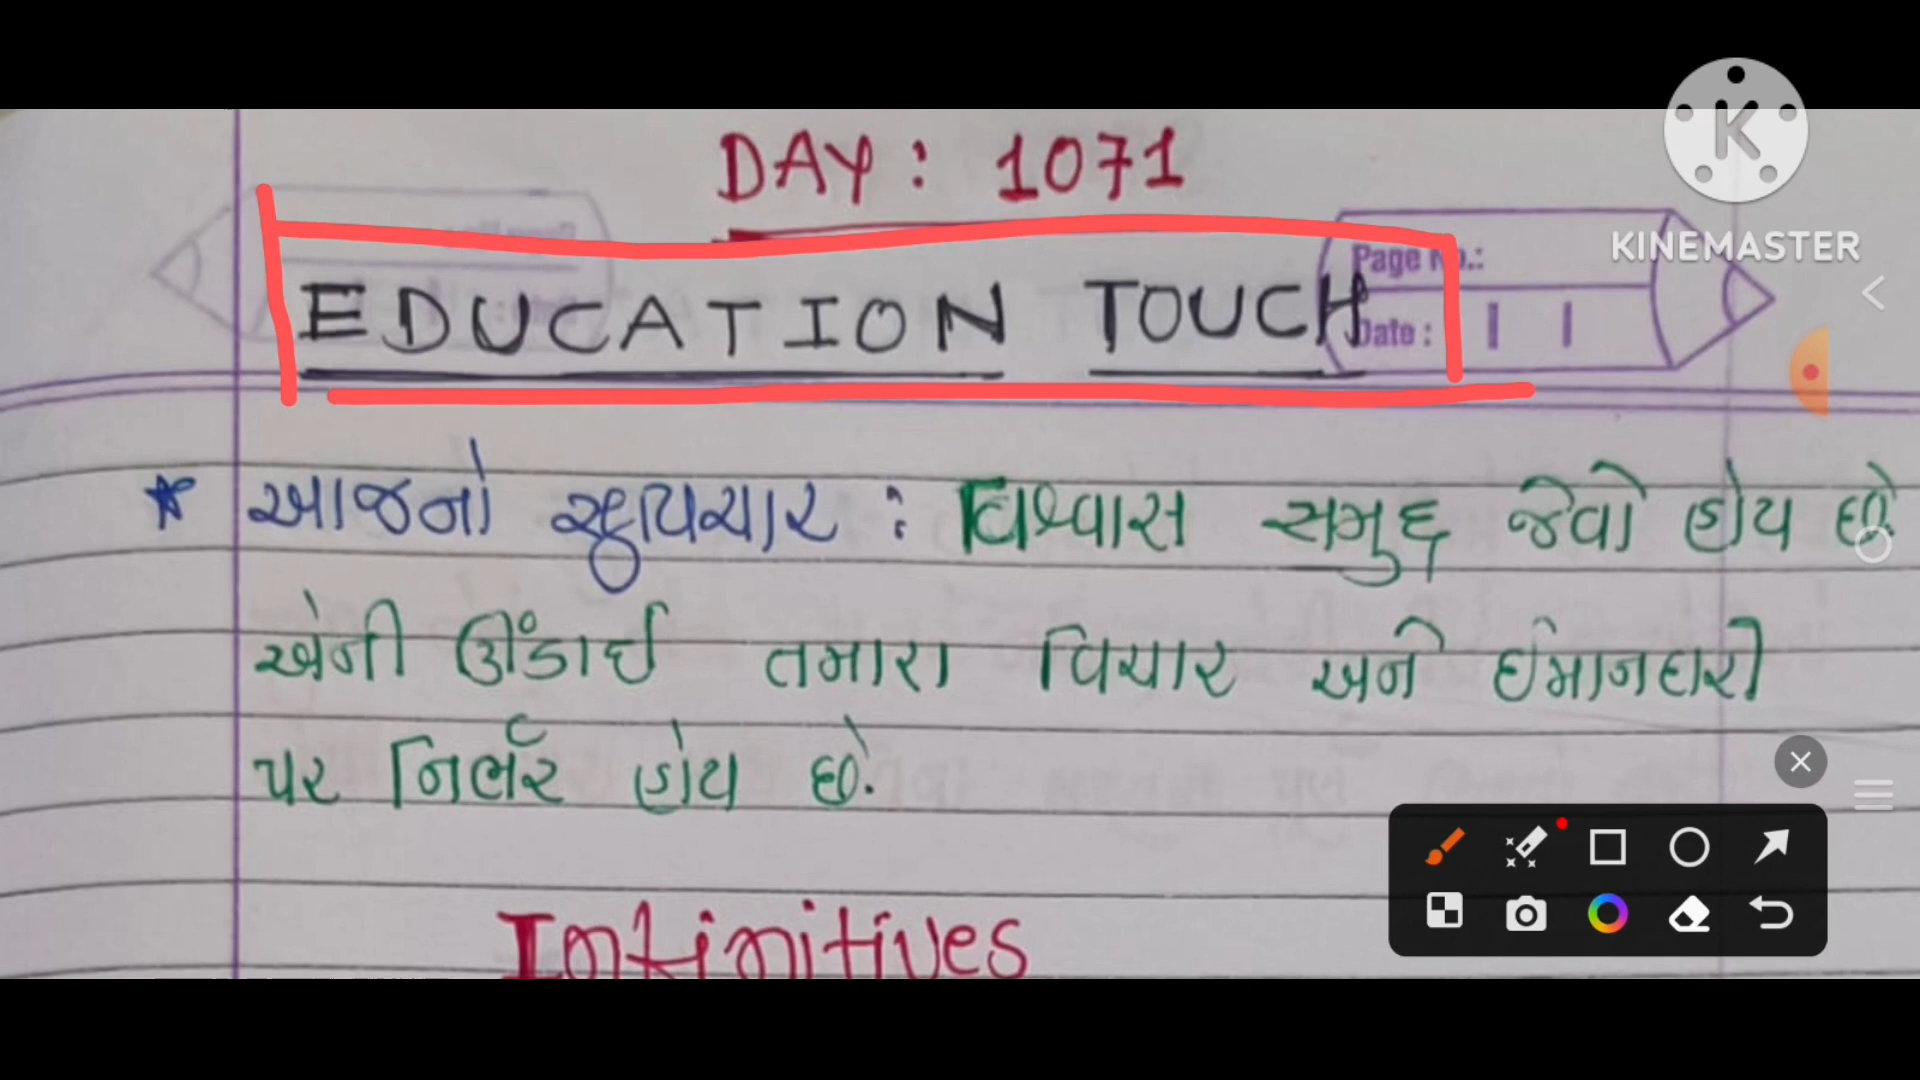 DAY : 1071
KINEMASTER
Page No.:
EDUCATION TOUCH
Date :
* આજનો સુવિચાર : વિશ્વાસ સમુદ્દ જેવો હોય છે.
એની ઊંડાઈ તમારા વિચાર અને ઈમાનદારી
પર નિર્ભર હોય છે.
Infinitives